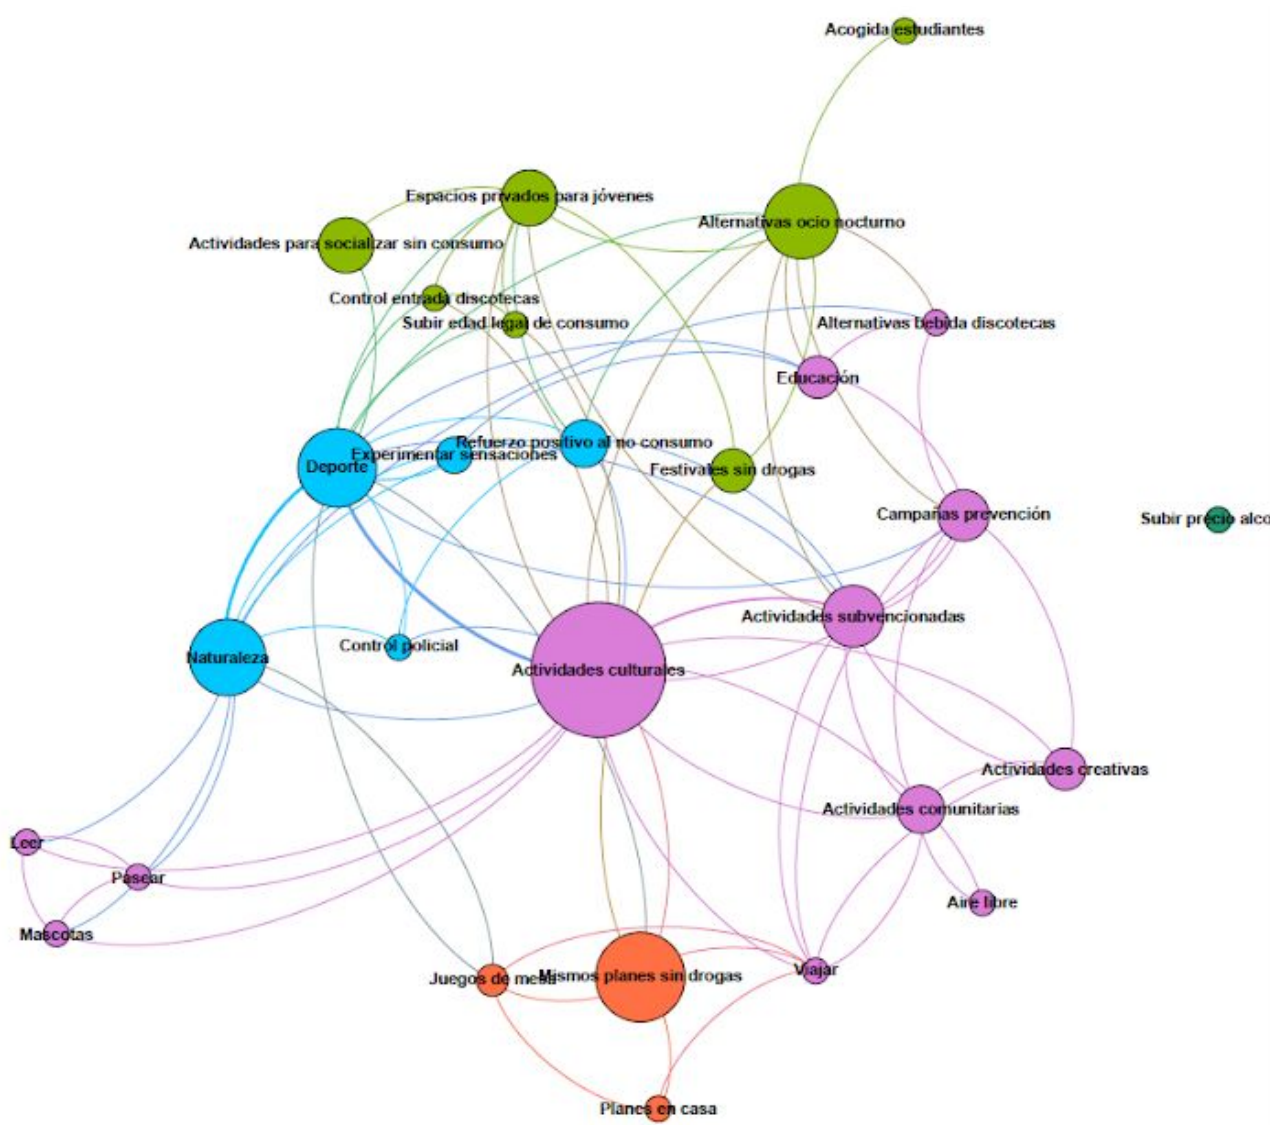 Acogida estudiantes
Espacios privados para jóvenes
Alternativas ocio nocturno
Actividades para socializar sin consumo
Control entrada discotecas
Subir edad legal de consumo
Alternativas bebida discotecas
Educación
Refuerzo positivo al no consumo
Experimentar sensaciones
Deporte
Festivales sin drogas
Campañas prevención
Subir precio alco
Actividades subvencionadas
Control policial
Naturaleza
Actividades culturales
Actividades creativas
Actividades comunitarias
Leer
Pasear
Aire libre
Mascotas
Viajar
Juegos de mesa
Mismos planes sin drogas
Planes en casa